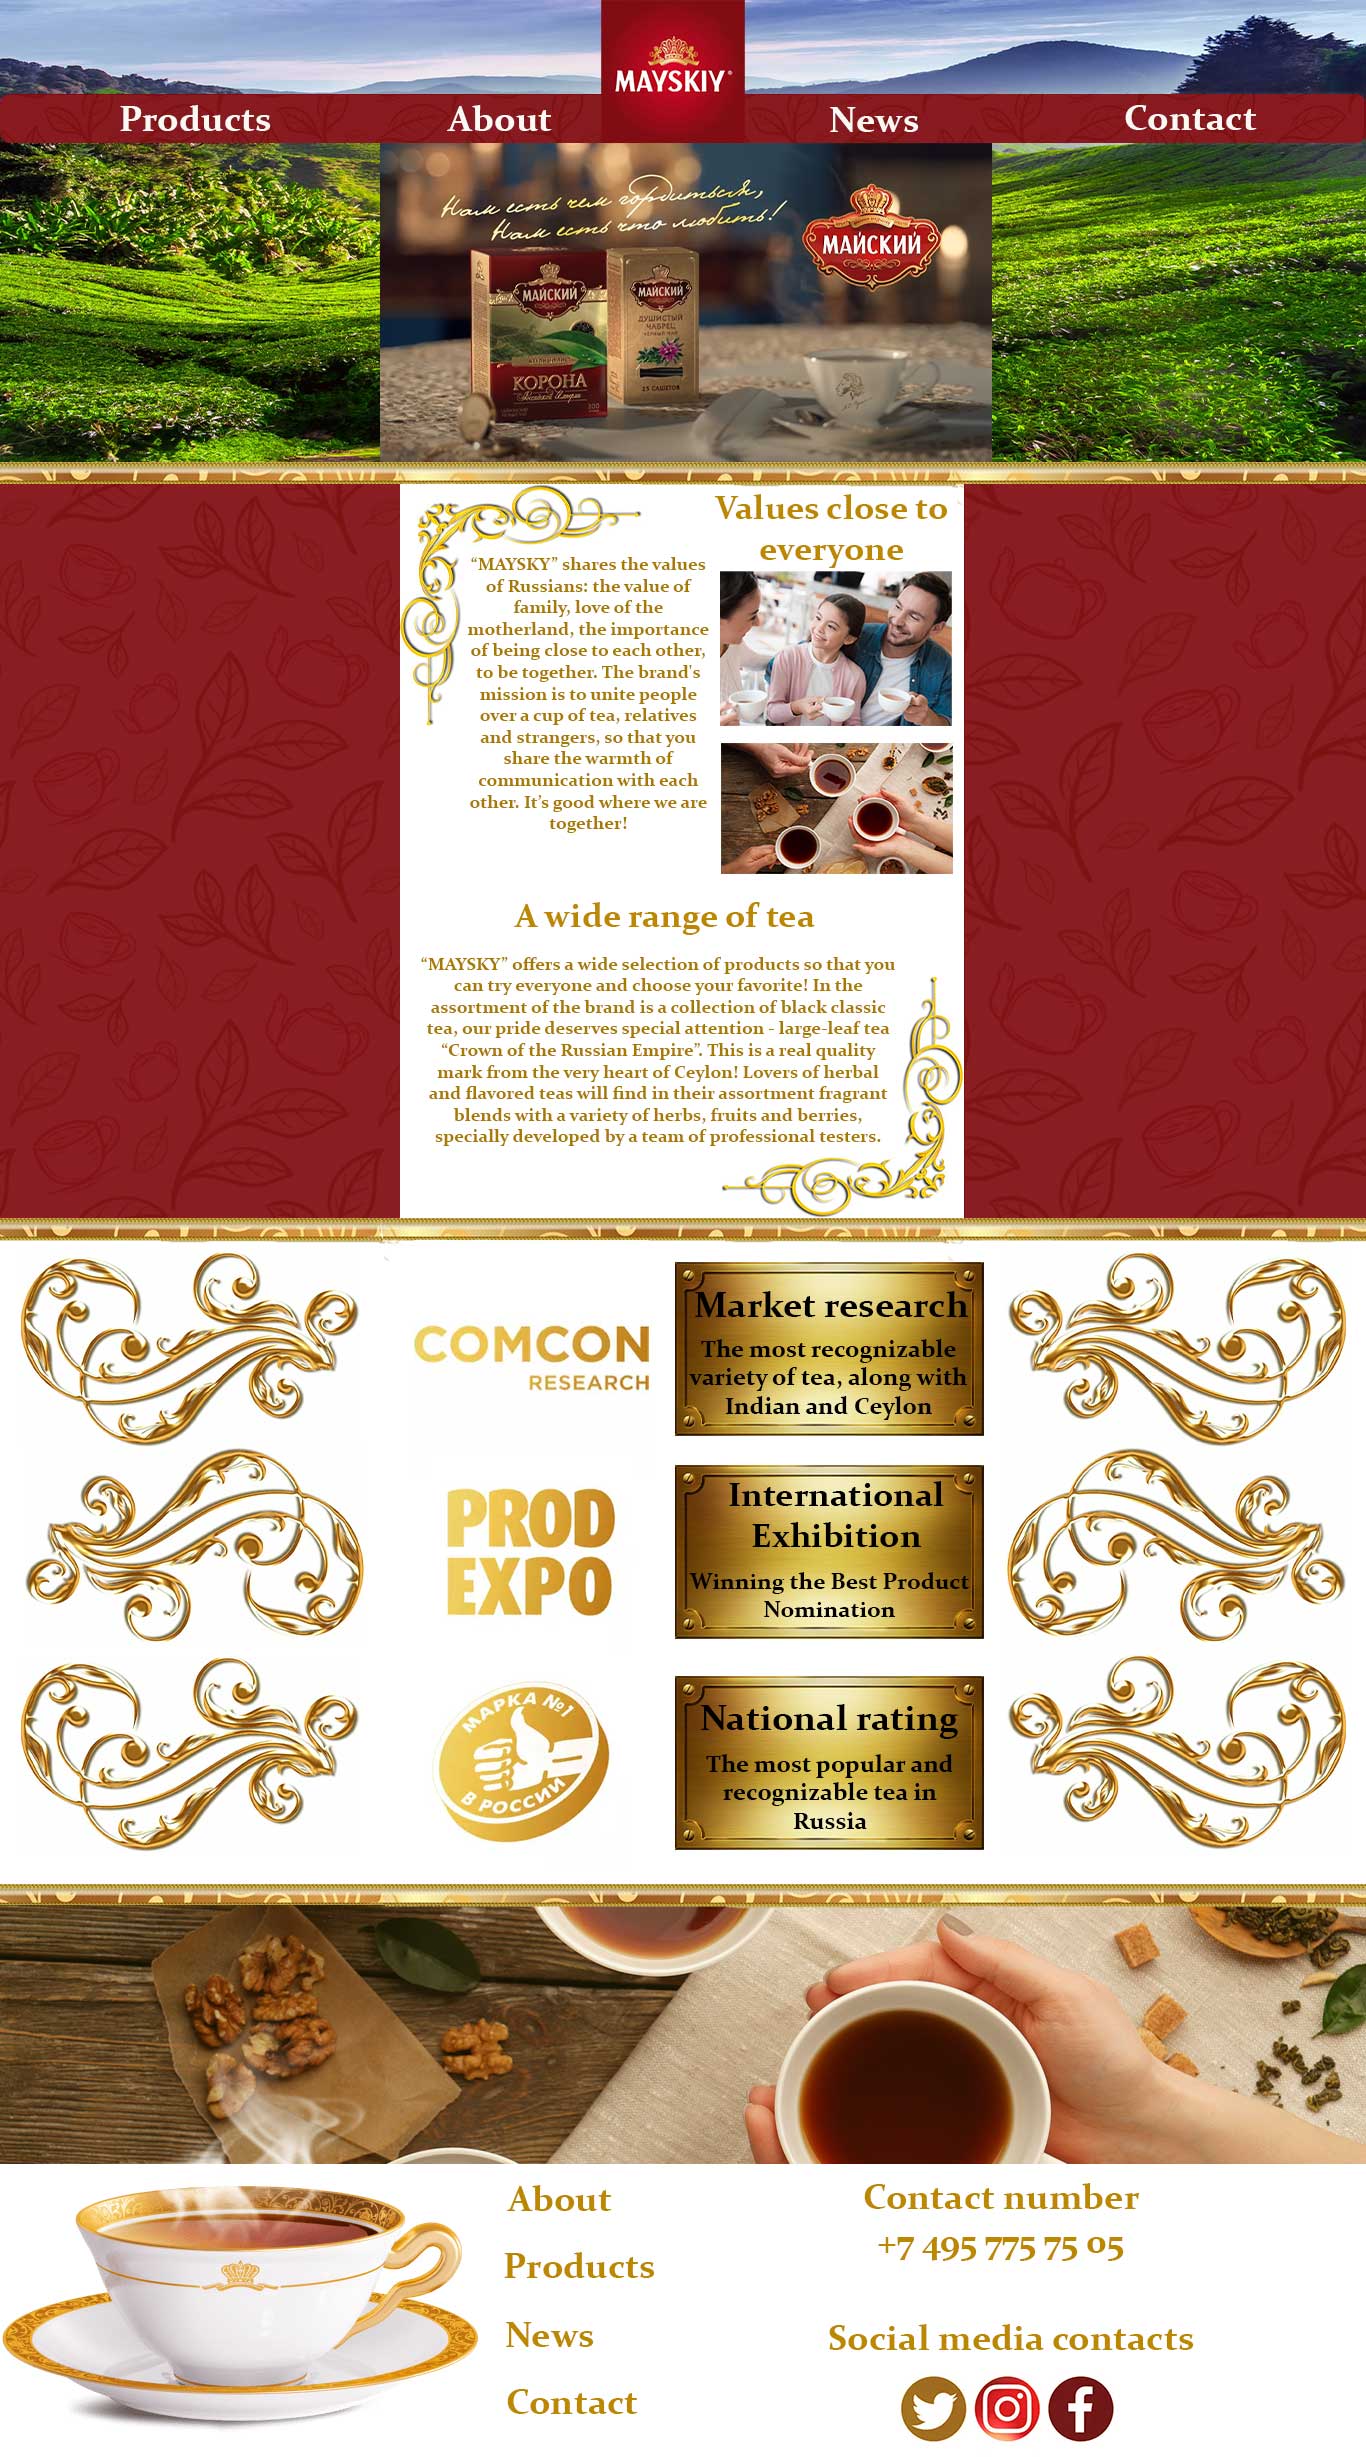 MAYSKIY
Products
About
News
Contact
Нам есть чем гордиться,
Нам есть что любить!
МАЙСКИЙ
МАЙСКИЙ
КОРОНА
Российской Империи
МАЙСКИЙ
ДУШИСТЫЙ
ЧАБРЕЦ
ЧЕРНЫЙ ЧАЙ
25 САШЕТОВ
Values close to
everyone
“MAYSKY” shares the values
of Russians: the value of
family, love of the
motherland, the importance
of being close to each other,
to be together. The brand's
mission is to unite people
over a cup of tea, relatives
and strangers, so that you
share the warmth of
communication with each
other. It’s good where we are
together!
A wide range of tea
“MAYSKY” offers a wide selection of products so that you
can try everyone and choose your favorite! In the
assortment of the brand is a collection of black classic
tea, our pride deserves special attention - large-leaf tea
“Crown of the Russian Empire”. This is a real quality
mark from the very heart of Ceylon! Lovers of herbal
and flavored teas will find in their assortment fragrant
blends with a variety of herbs, fruits and berries,
specially developed by a team of professional testers.
COMCON
RESEARCH
Market research
The most recognizable
variety of tea, along with
Indian and Ceylon
PROD
EXPO
International
Exhibition
Winning the Best Product
Nomination
МАРКА №1
В РОССИИ
National rating
The most popular and
recognizable tea in
Russia
About
Products
News
Contact
Contact number
+7 495 775 75 05
Social media contacts